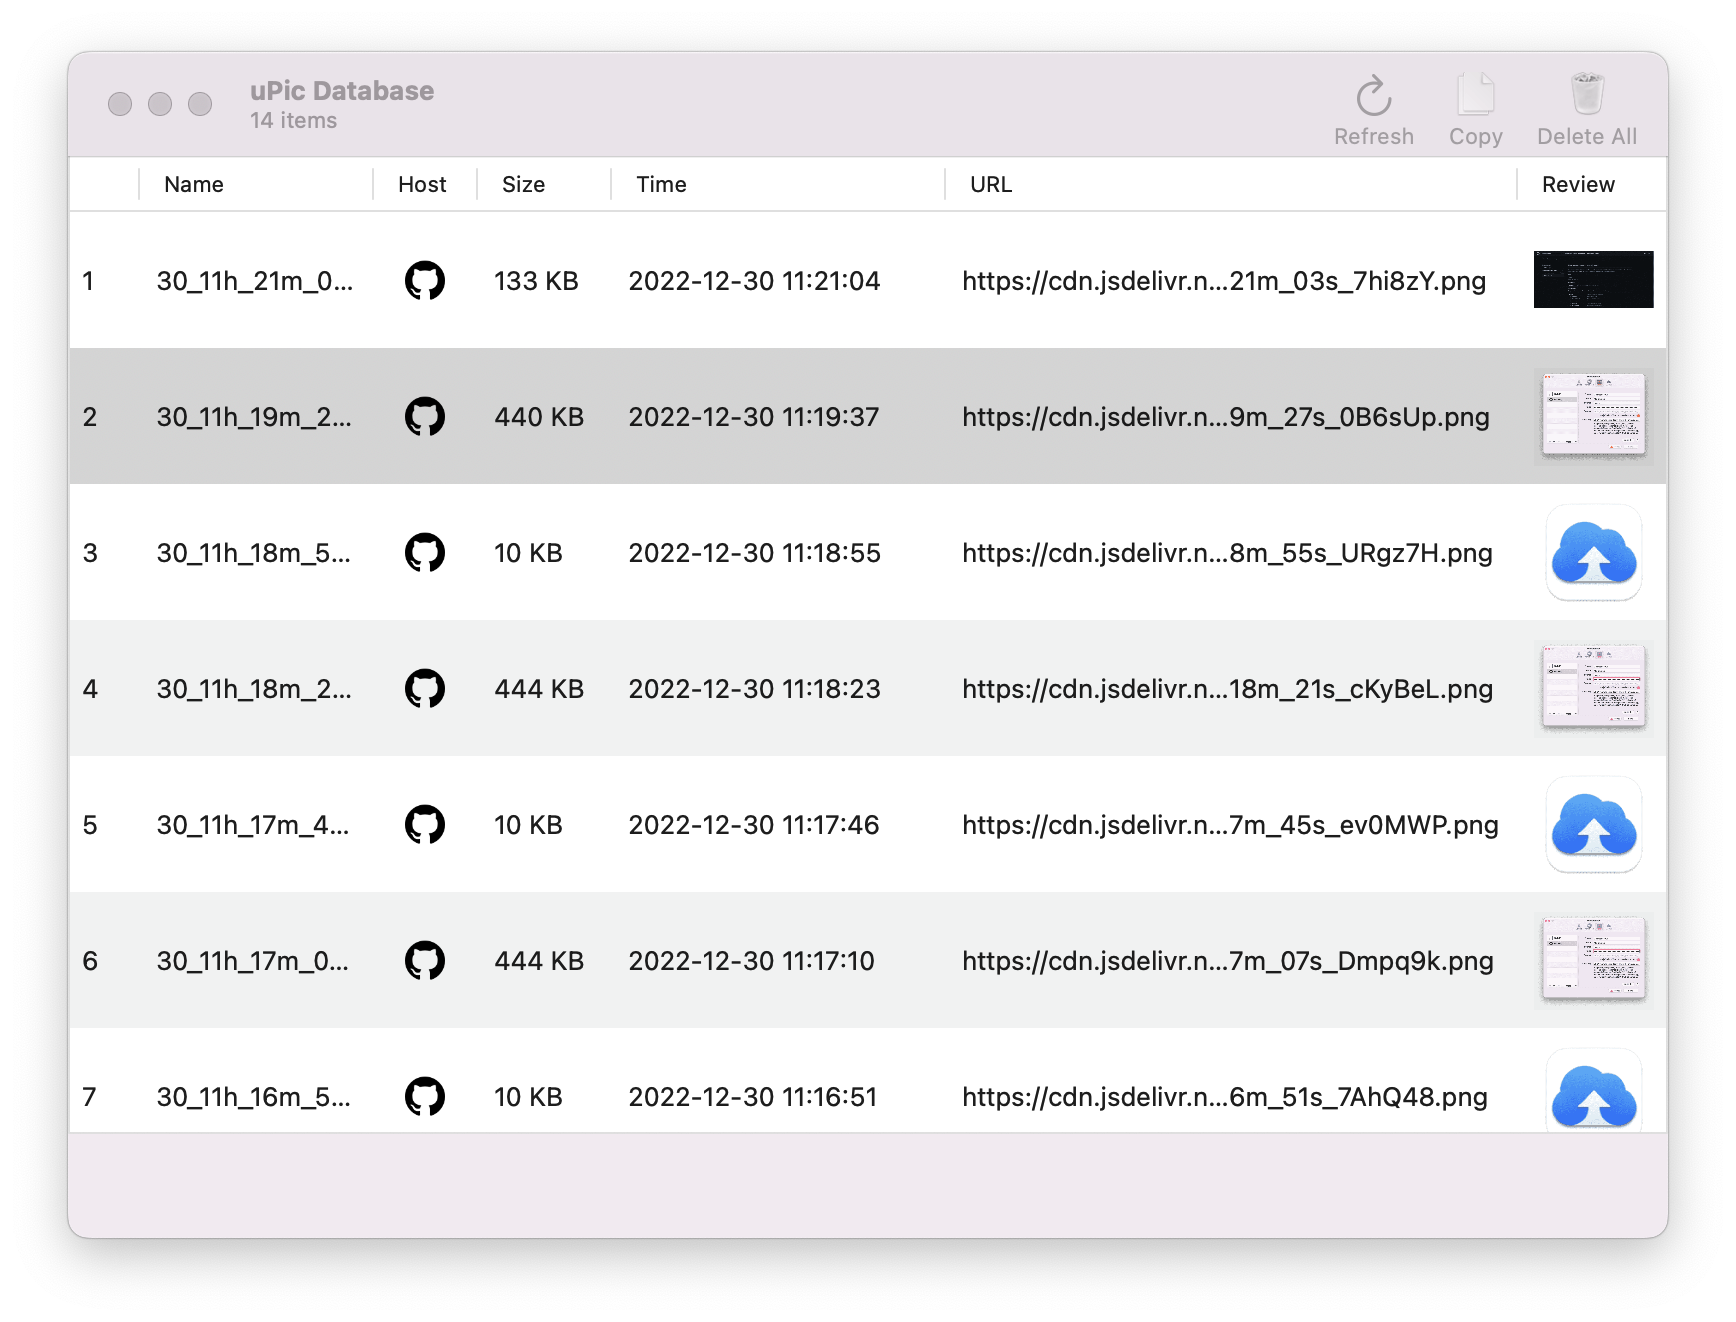 uPic Database
14 items
Refresh Copy Delete All
Name Host Size Time URL Review
1 30_11h_21m_0... 133 KB 2022-12-30 11:21:04 https://cdn.jsdelivr.n...21m_03s_7hi8zY.png
2 30_11h_19m_2... 440 KB 2022-12-30 11:19:37 https://cdn.jsdelivr.n...9m_27s_0B6sUp.png
3 30_11h_18m_5... 10 KB 2022-12-30 11:18:55 https://cdn.jsdelivr.n...8m_55s_URgz7H.png
4 30_11h_18m_2... 444 KB 2022-12-30 11:18:23 https://cdn.jsdelivr.n...18m_21s_cKyBeL.png
5 30_11h_17m_4... 10 KB 2022-12-30 11:17:46 https://cdn.jsdelivr.n...7m_45s_ev0MWP.png
6 30_11h_17m_0... 444 KB 2022-12-30 11:17:10 https://cdn.jsdelivr.n...7m_07s_Dmpq9k.png
7 30_11h_16m_5... 10 KB 2022-12-30 11:16:51 https://cdn.jsdelivr.n...6m_51s_7AhQ48.png